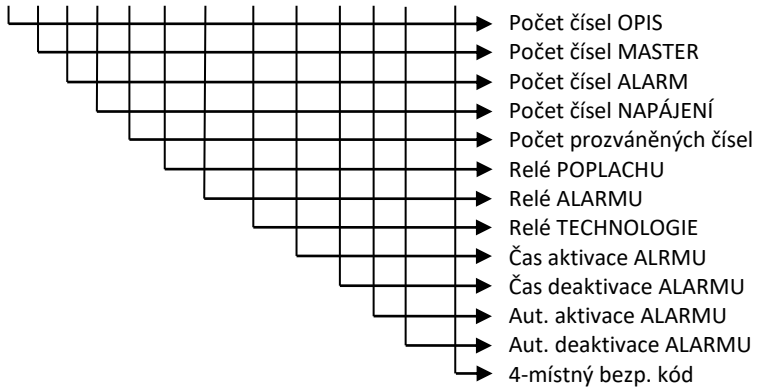 Počet čísel OPIS
Počet čísel MASTER
Počet čísel ALARM
Počet čísel NAPÁJENÍ
Počet prozváněných čísel
Relé POPLACHU
Relé ALARMU
Relé TECHNOLOGIE
Čas aktivace ALRMU
Čas deaktivace ALARMU
Aut. aktivace ALARMU
Aut. deaktivace ALARMU
4-místný bezp. kód